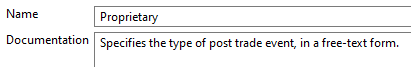 Name Proprietary
Documentation Specifies the type of post trade event, in a free-text form.